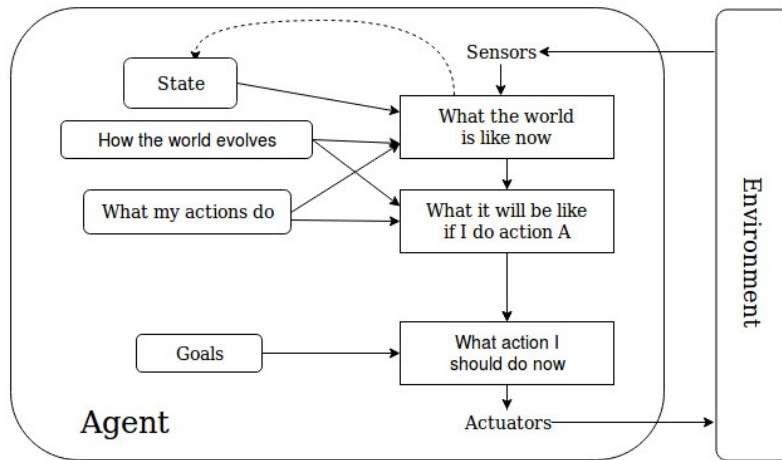 Sensors
State
What the world
is like now
How the world evolves
What my actions do
What it will be like
if I do action A
Environment
Goals
What action I
should do now
Agent
Actuators